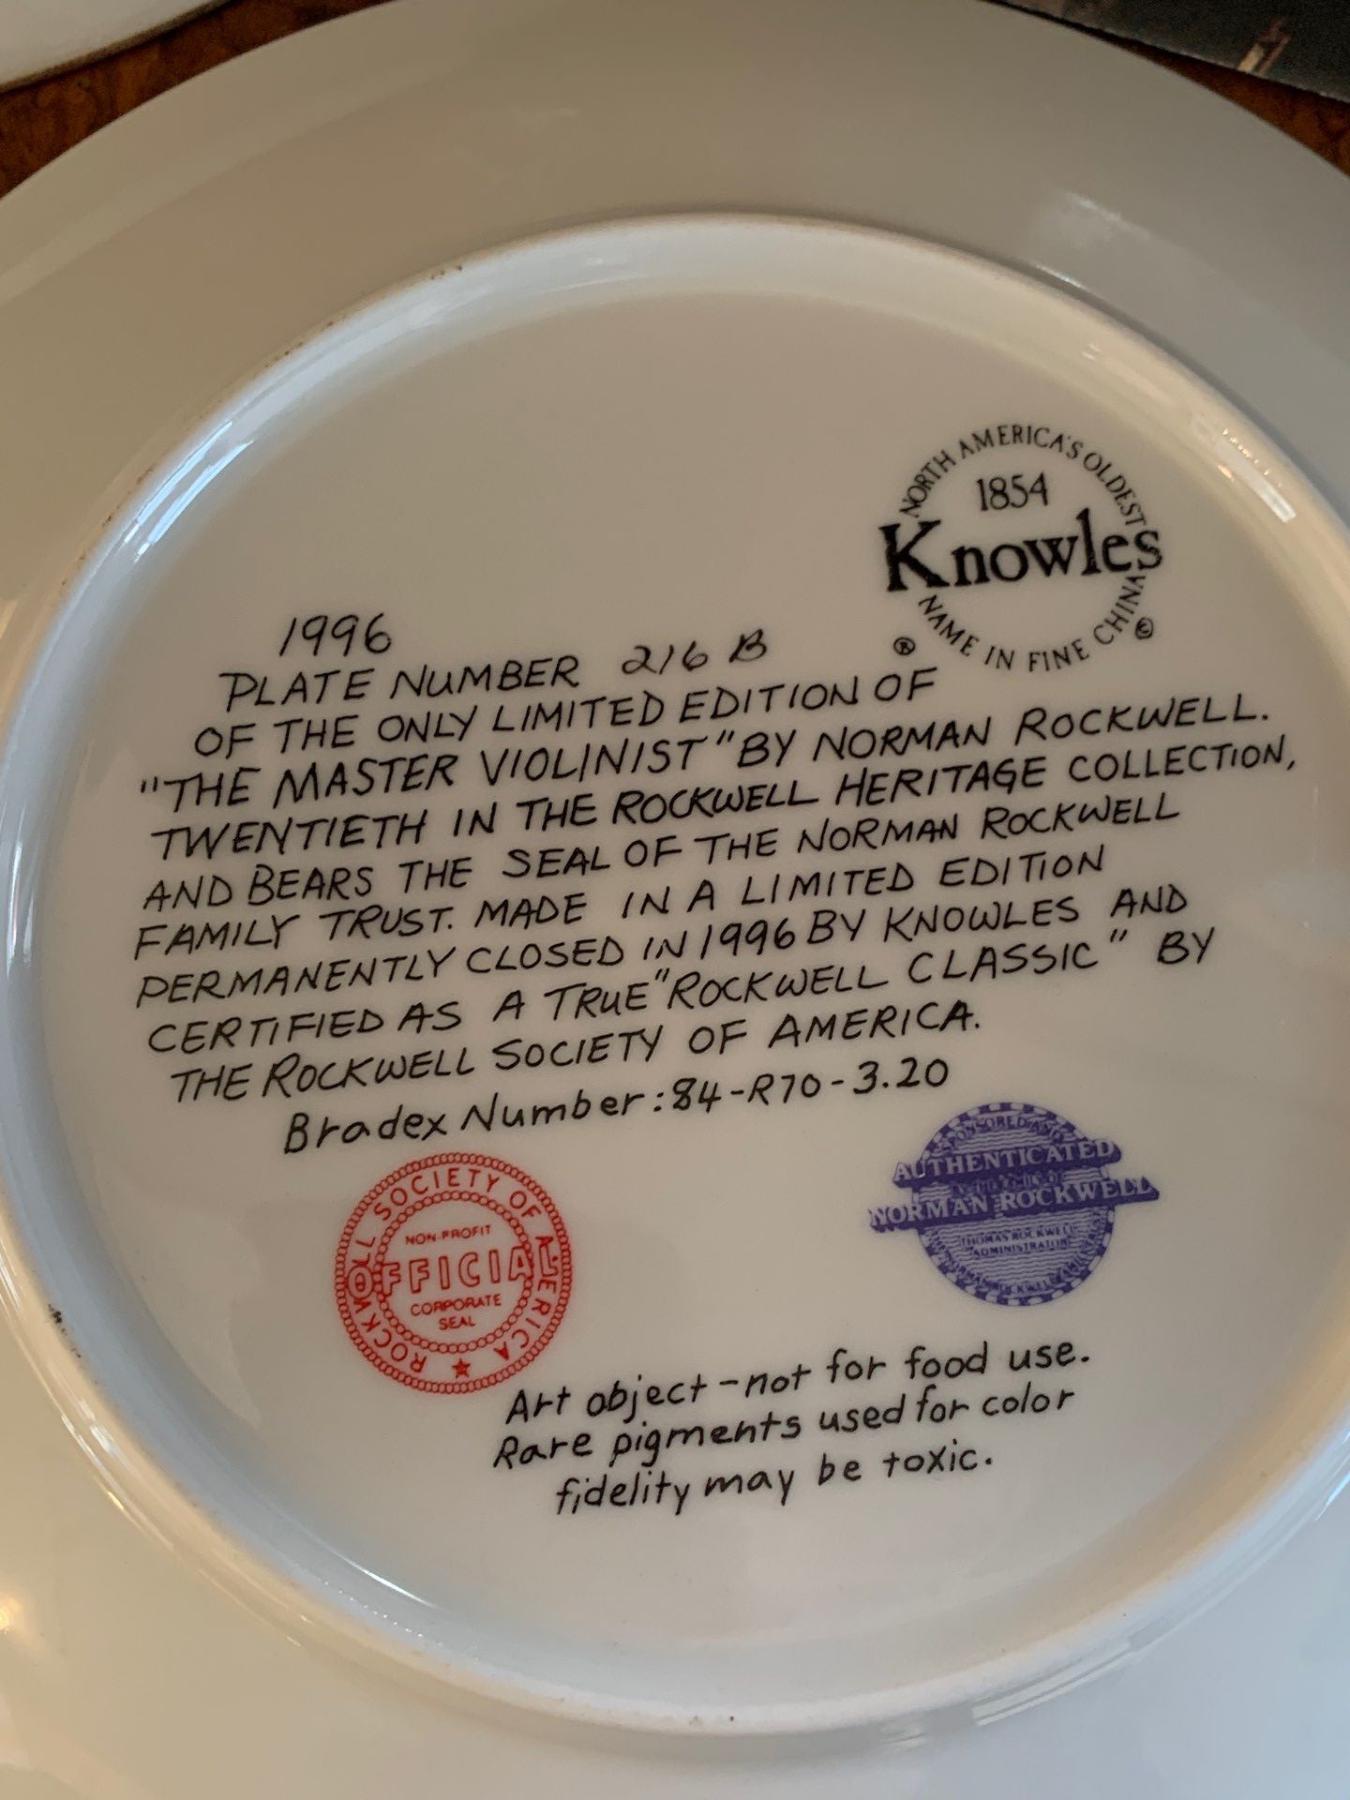 NORTH AMERICA'S OLDEST
1854
Knowles
NAME IN FINE CHINA
® ©
1996
PLATE NUMBER 216 B
OF THE ONLY LIMITED EDITION OF
"THE MASTER VIOLINIST" BY NORMAN ROCKWELL.
TWENTIETH IN THE ROCKWELL HERITAGE COLLECTION,
AND BEARS THE SEAL OF THE NORMAN ROCKWELL
FAMILY TRUST. MADE IN A LIMITED EDITION
PERMANENTLY CLOSED IN 1996 BY KNOWLES AND
CERTIFIED AS A TRUE "ROCKWELL CLASSIC" BY
THE ROCKWELL SOCIETY OF AMERICA.
Bradex Number: 84-R70-3.20
ROCKWELL SOCIETY OF AMERICA
NON-PROFIT
OFFICIAL
CORPORATE
SEAL
SPONSORED AND
AUTHENTICATED
NORMAN ROCKWELL
THOMAS ROCKWELL
ADMINISTRATOR
Art object-not for food use.
Rare pigments used for color
fidelity may be toxic.